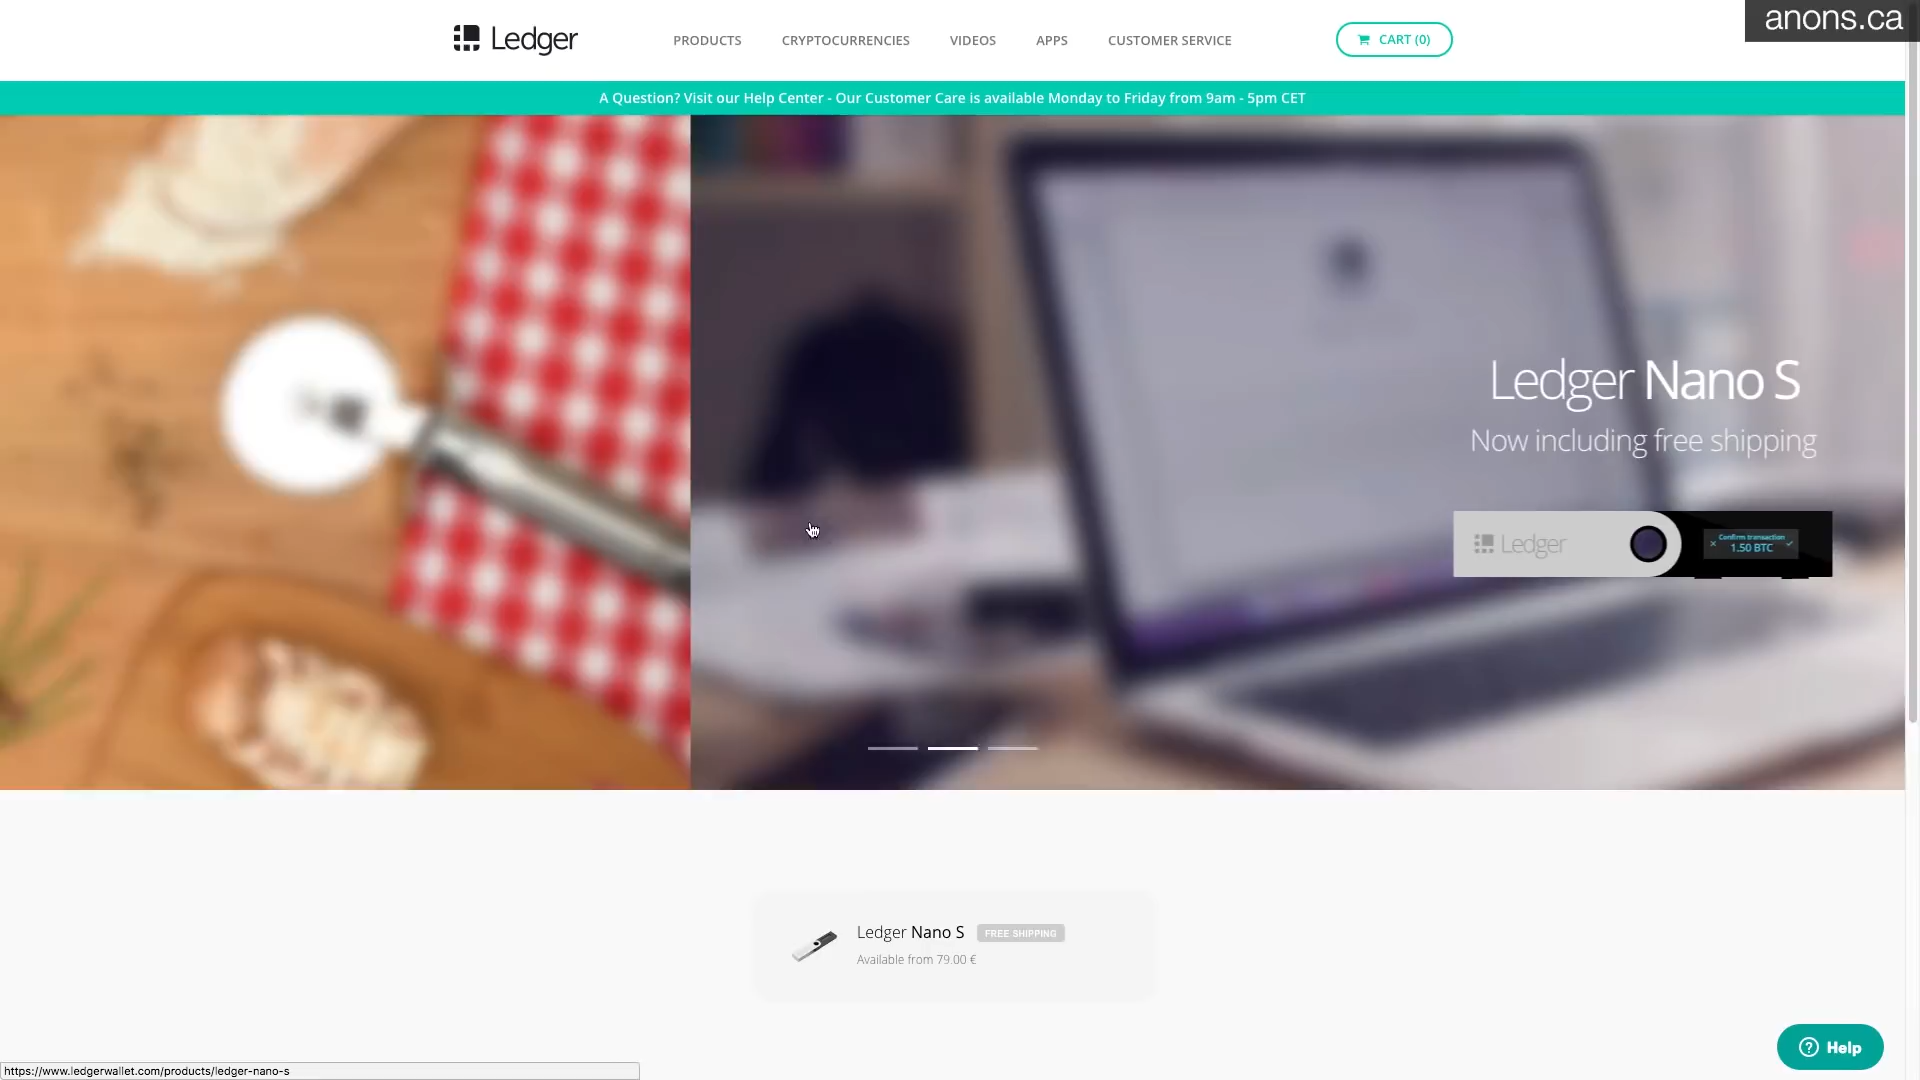 anons.ca
Ledger
PRODUCTS
CRYPTOCURRENCIES
VIDEOS
APPS
CUSTOMER SERVICE
CART (0)
A Question? Visit our Help Center - Our Customer Care is available Monday to Friday from 9am - 5pm CET
Ledger Nano S
Now including free shipping
Ledger
Confirm transaction
1.50 BTC
Ledger Nano S
FREE SHIPPING
Available from 79.00 €
Help
https://www.ledgerwallet.com/products/ledger-nano-s